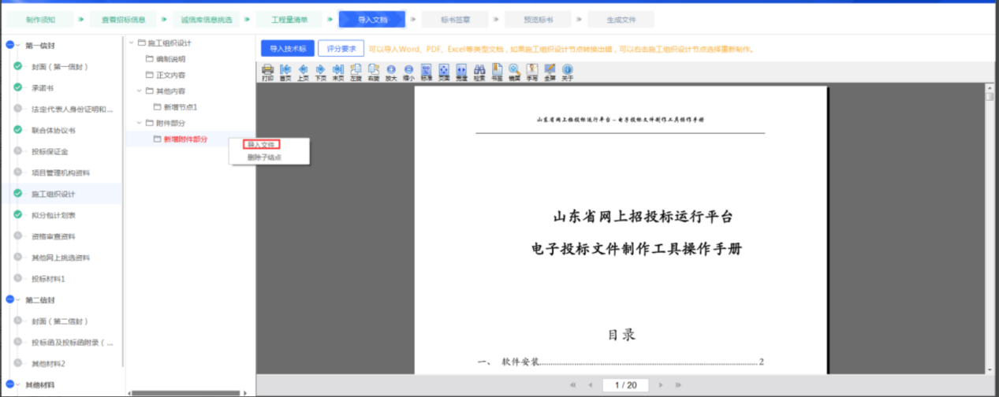 制作须知 查看招标信息 诚信库信息挑选 工程量清单 导入文档 标书签章 预览标书 生成文件
第一信封
封面（第一信封）
承诺书
法定代表人身份证明和...
联合体协议书
投标保证金
项目管理机构资料
施工组织设计
拟分包计划表
资格审查资料
其他网上挑选资料
投标材料1
第二信封
封面（第二信封）
投标函及投标函附录（...
其他材料2
其他材料
施工组织设计
编制说明
正文内容
其他内容
新增节点1
附件部分
新增附件部分
导入文件
删除子结点
导入技术标 评分要求 可以导入Word、PDF、Excel等类型文档，如果施工组织设计节点转换出错，可以右击施工组织设计节点选择重新制作。
打印 首页 上页 下页 末页 左旋 右旋 放大 缩小 标准 页面 宽度 检索 书签 手写 全屏 关于
山东省网上招投标运行平台－电子投标文件制作工具操作手册
山东省网上招投标运行平台
电子投标文件制作工具操作手册
目录
一、 软件安装........................2
1 / 20